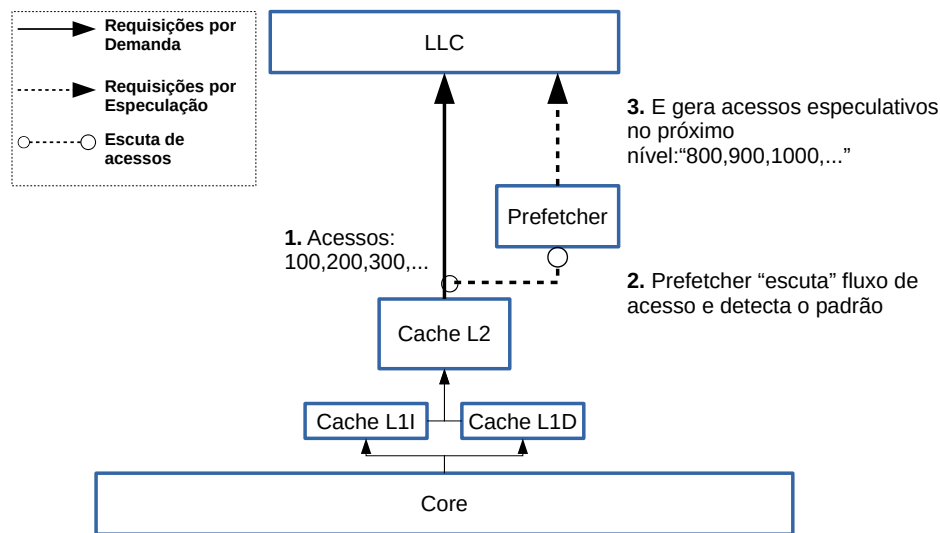 Requisições por
Demanda
Requisições por
Especulação
Escuta de
acessos
LLC
3. E gera acessos especulativos
no próximo
nível:“800,900,1000,...”
Prefetcher
1. Acessos:
100,200,300,...
2. Prefetcher “escuta” fluxo de
acesso e detecta o padrão
Cache L2
Cache L1I
Cache L1D
Core